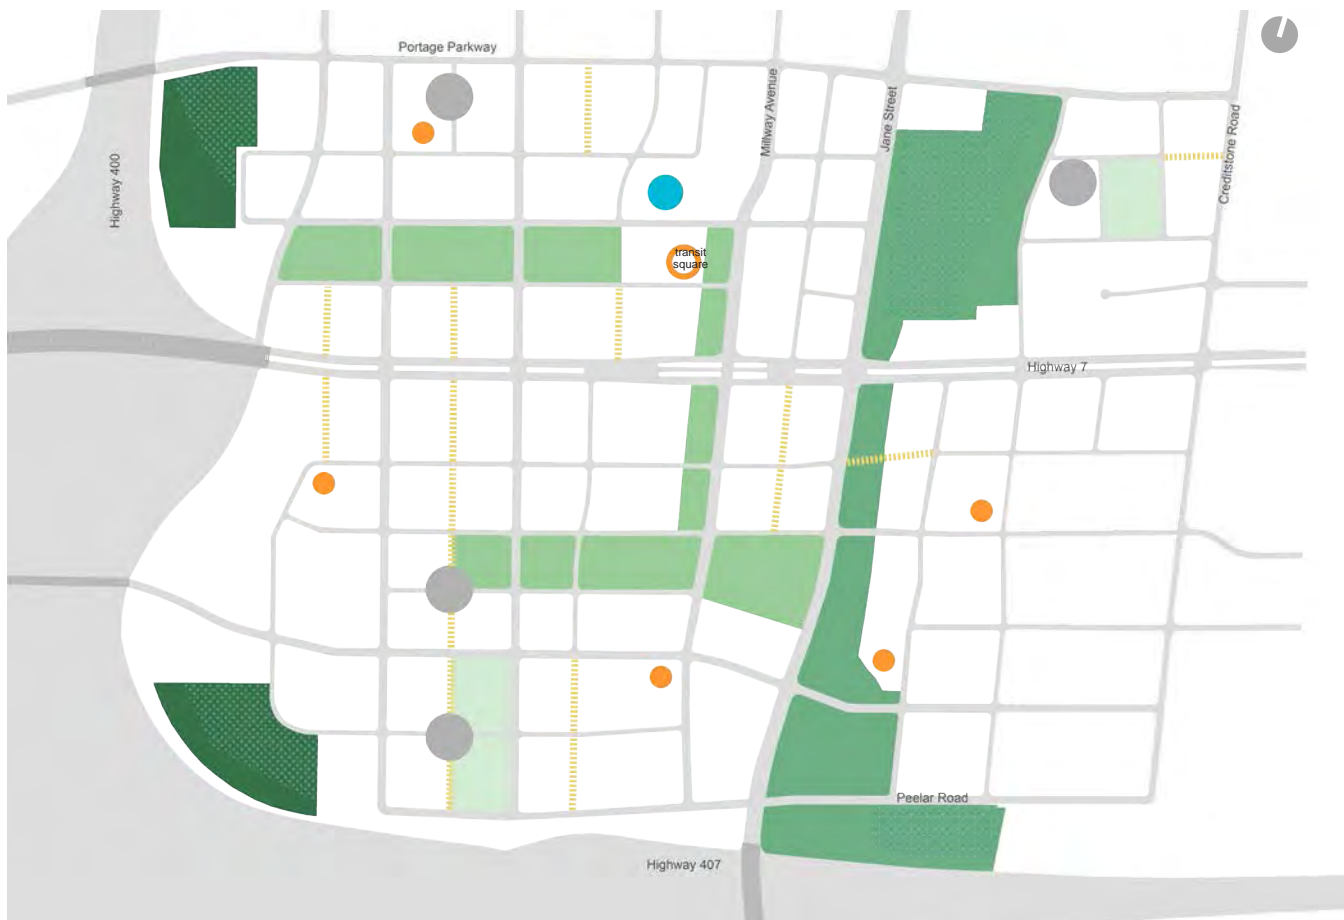 Portage Parkway
Millway Avenue
Jane Street
Creditstone Road
Highway 400
transit
square
Highway 7
Peelar Road
Highway 407